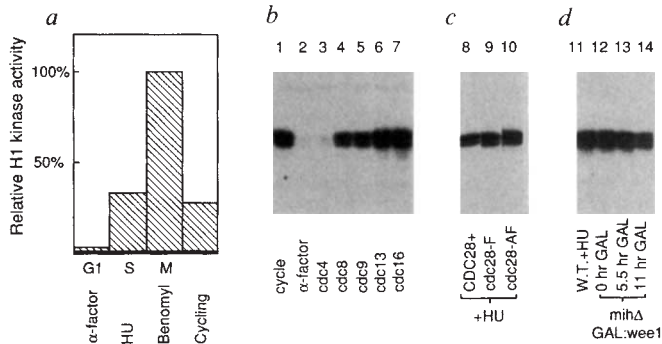 a
b
c
d
Relative H1 kinase activity
100%
50%
G1 S M
α-factor
HU
Benomyl
Cycling
1 2 3 4 5 6 7
cycle
α-factor
cdc4
cdc8
cdc9
cdc13
cdc16
8 9 10
CDC28+
cdc28-F
cdc28-AF
+HU
11 12 13 14
W.T.+HU
0 hr GAL
5.5 hr GAL
11 hr GAL
mihΔ
GAL:wee1